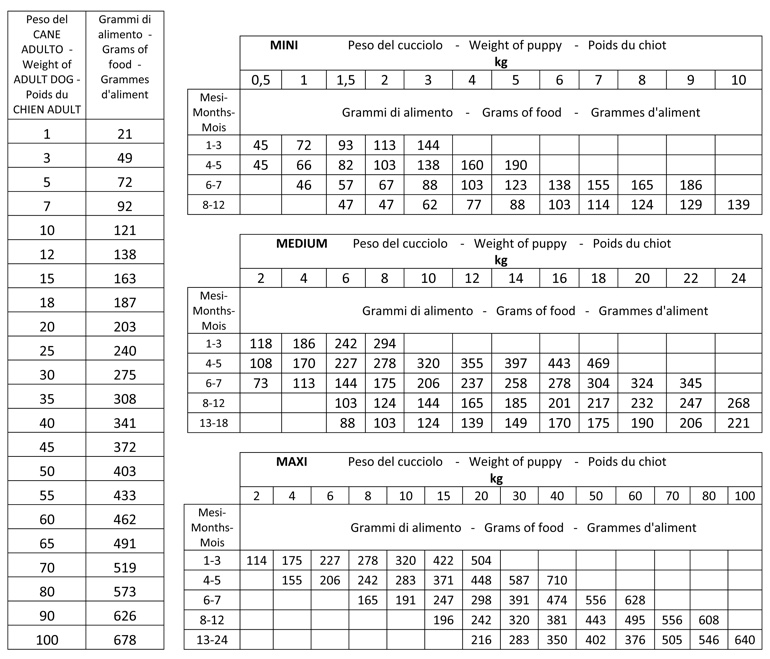 Peso del CANE ADULTO - Weight of ADULT DOG - Poids du CHIEN ADULT | Grammi di alimento - Grams of food - Grammes d'aliment
1 21
3 49
5 72
7 92
10 121
12 138
15 163
18 187
20 203
25 240
30 275
35 308
40 341
45 372
50 403
55 433
60 462
65 491
70 519
80 573
90 626
100 678
MINI Peso del cucciolo - Weight of puppy - Poids du chiot
kg
0,5 1 1,5 2 3 4 5 6 7 8 9 10
Mesi-
Months-
Mois
Grammi di alimento - Grams of food - Grammes d'aliment
1-3 45 72 93 113 144
4-5 45 66 82 103 138 160 190
6-7 46 57 67 88 103 123 138 155 165 186
8-12 47 47 62 77 88 103 114 124 129 139
MEDIUM Peso del cucciolo - Weight of puppy - Poids du chiot
kg
2 4 6 8 10 12 14 16 18 20 22 24
Mesi-
Months-
Mois
Grammi di alimento - Grams of food - Grammes d'aliment
1-3 118 186 242 294
4-5 108 170 227 278 320 355 397 443 469
6-7 73 113 144 175 206 237 258 278 304 324 345
8-12 103 124 144 165 185 201 217 232 247 268
13-18 88 103 124 139 149 170 175 190 206 221
MAXI Peso del cucciolo - Weight of puppy - Poids du chiot
kg
2 4 6 8 10 15 20 30 40 50 60 70 80 100
Mesi-
Months-
Mois
Grammi di alimento - Grams of food - Grammes d'aliment
1-3 114 175 227 278 320 422 504
4-5 155 206 242 283 371 448 587 710
6-7 165 191 247 298 391 474 556 628
8-12 196 242 320 381 443 495 556 608
13-24 216 283 350 402 376 505 546 640